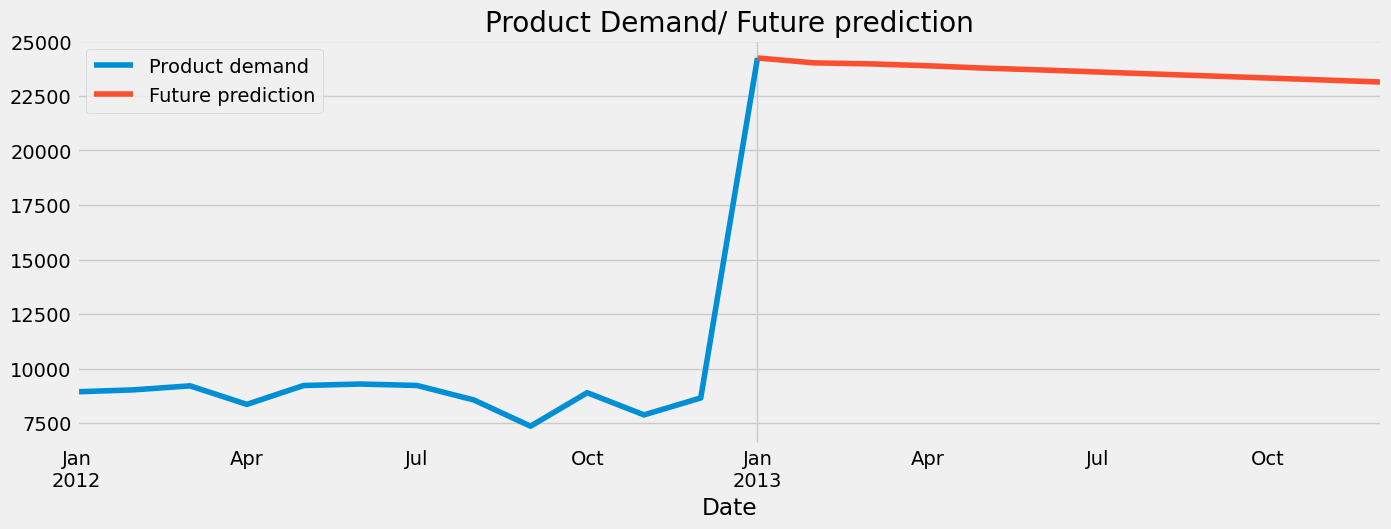 Product Demand/ Future prediction
25000
22500
20000
17500
15000
12500
10000
7500
Product demand
Future prediction
Jan Apr Jul Oct Jan Apr Jul Oct
2012 2013
Date